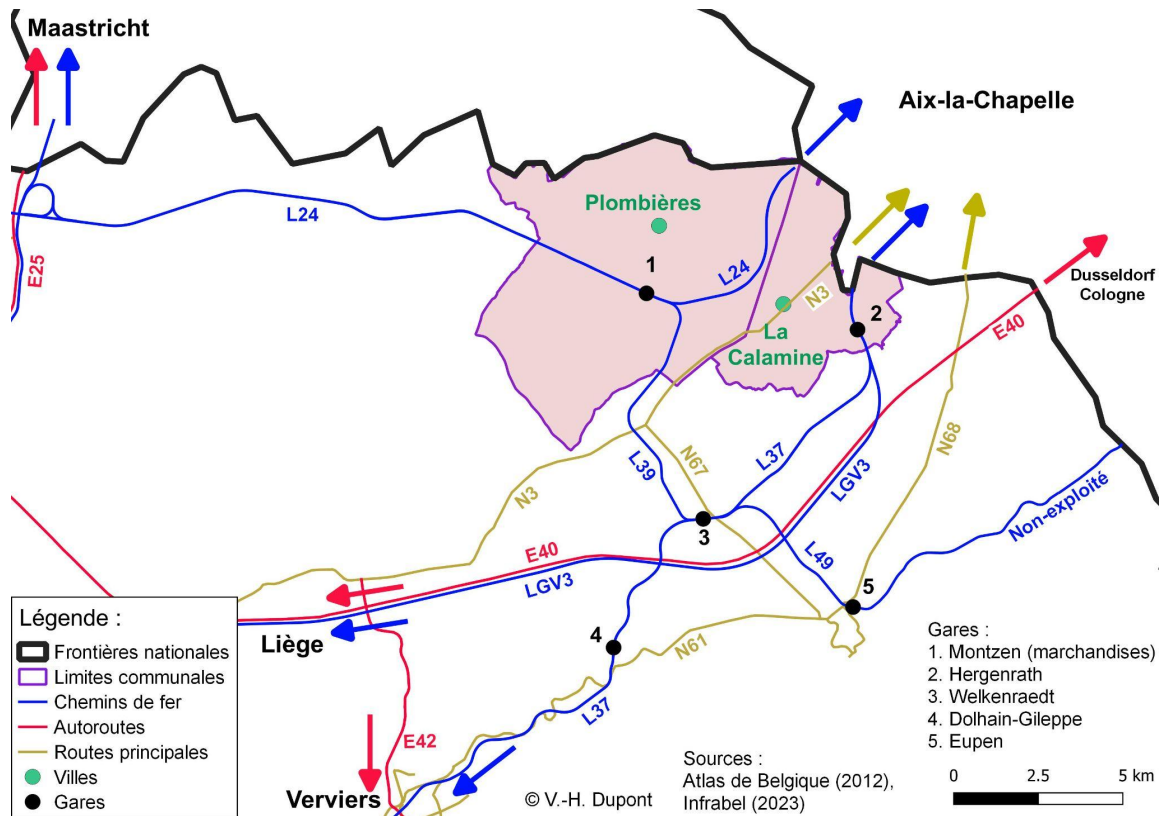 Maastricht
Aix-la-Chapelle
Plombières
L24
1
L24
E25
N3
2
La
Calamine
Dusseldorf
Cologne
E40
N67
L37
N68
L39
LGV3
N3
Non-exploité
3
E40
L49
LGV3
5
4
Liège
N61
L37
E42
Verviers
Légende :
Frontières nationales
Limites communales
Chemins de fer
Autoroutes
Routes principales
Villes
Gares
© V.-H. Dupont
Sources :
Atlas de Belgique (2012),
Infrabel (2023)
Gares :
1. Montzen (marchandises)
2. Hergenrath
3. Welkenraedt
4. Dolhain-Gileppe
5. Eupen
0 2.5 5 km